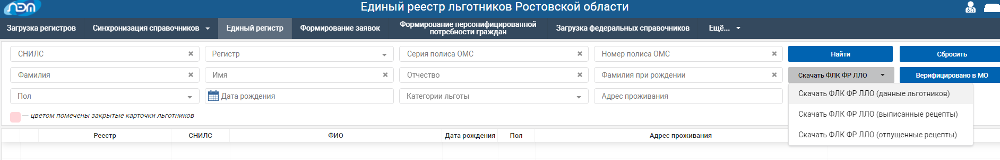 ЛДМ
Единый реестр льготников Ростовской области
Загрузка регистров
Синхронизация справочников
Единый регистр
Формирование заявок
Формирование персонифицированной
потребности граждан
Загрузка федеральных справочников
Ещё...
СНИЛС
Регистр
Серия полиса ОМС
Номер полиса ОМС
Найти
Сбросить
Фамилия
Имя
Отчество
Фамилия при рождении
Скачать ФЛК ФР ЛЛО
Верифицировано в МО
Пол
Дата рождения
Категории льготы
Адрес проживания
Скачать ФЛК ФР ЛЛО (данные льготников)
Скачать ФЛК ФР ЛЛО (выписанные рецепты)
Скачать ФЛК ФР ЛЛО (отпущенные рецепты)
— цветом помечены закрытые карточки льготников
Реестр
СНИЛС
ФИО
Дата рождения
Пол
Адрес проживания